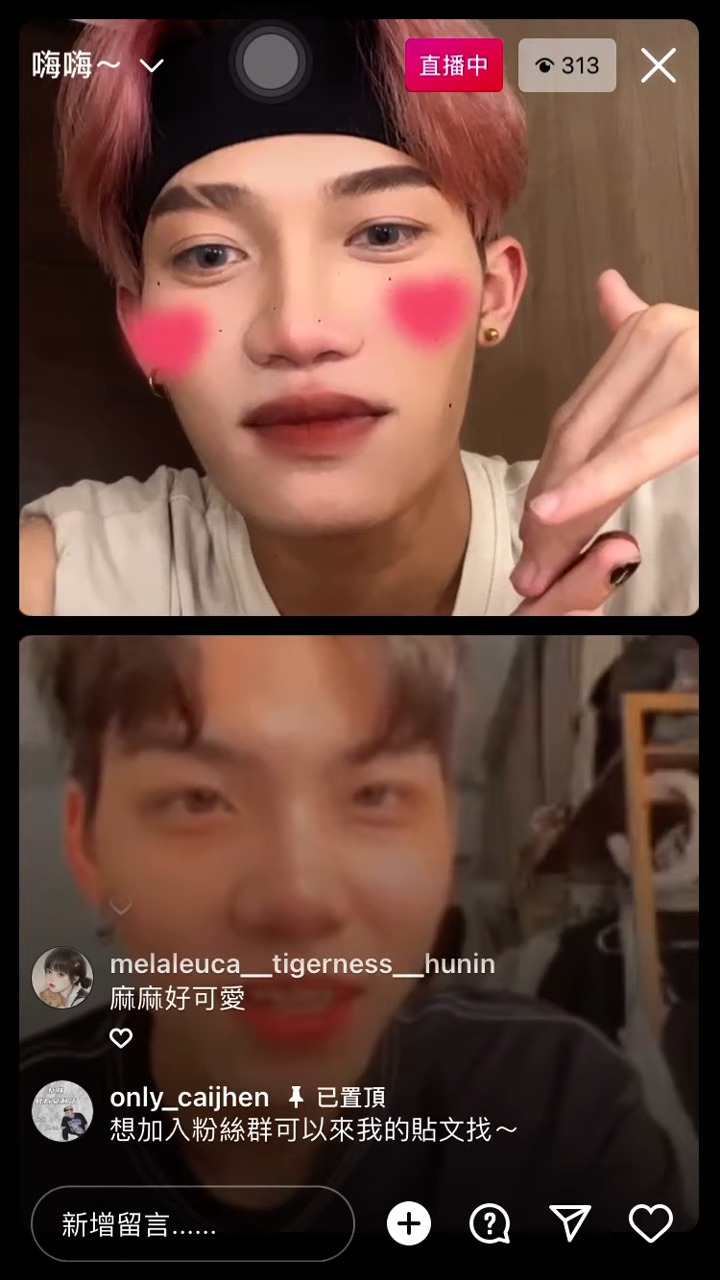 嗨嗨～
直播中
313
melaleuca__tigerness__hunin
麻麻好可愛
only_caijhen 已置頂
想加入粉絲群可以來我的貼文找～
新增留言......